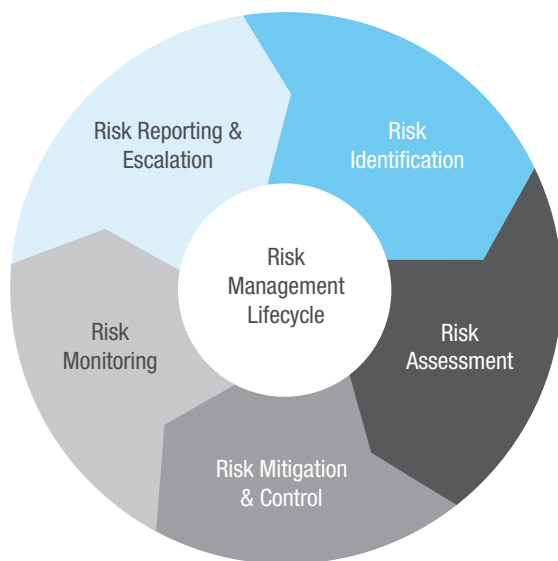 Risk Reporting &
Escalation
Risk
Identification
Risk
Management
Lifecycle
Risk
Monitoring
Risk
Assessment
Risk Mitigation
& Control